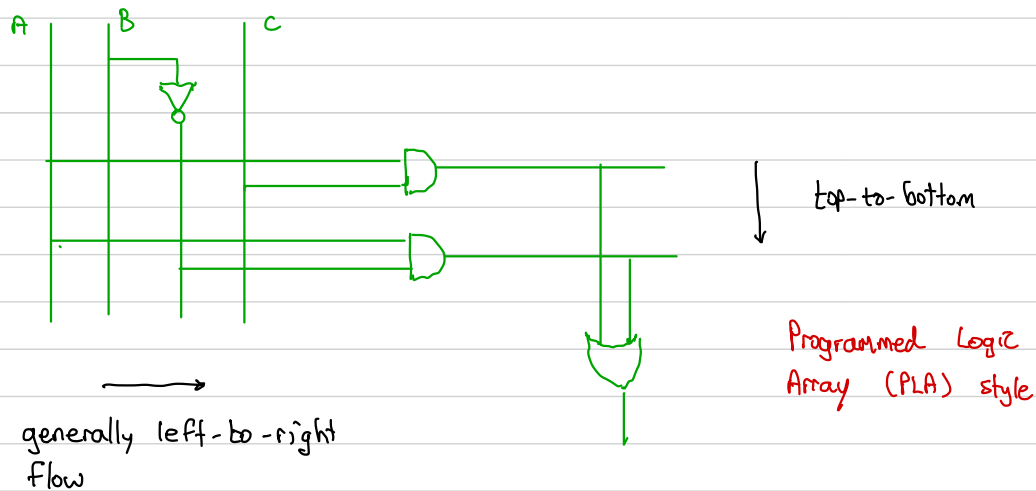 A B C
top-to-bottom
Programmed Logic
Array (PLA) style
generally left-to-right
flow